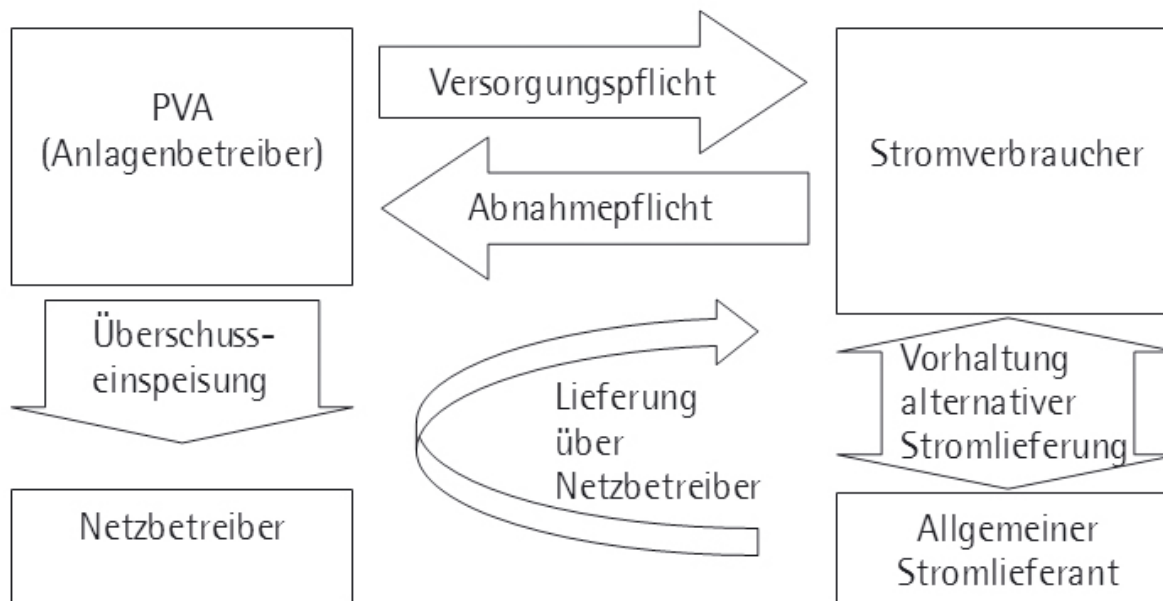 PVA
(Anlagenbetreiber)
Versorgungspflicht
Stromverbraucher
Abnahmepflicht
Überschuss-
einspeisung
Lieferung
über
Netzbetreiber
Vorhaltung
alternativer
Stromlieferung
Netzbetreiber
Allgemeiner
Stromlieferant